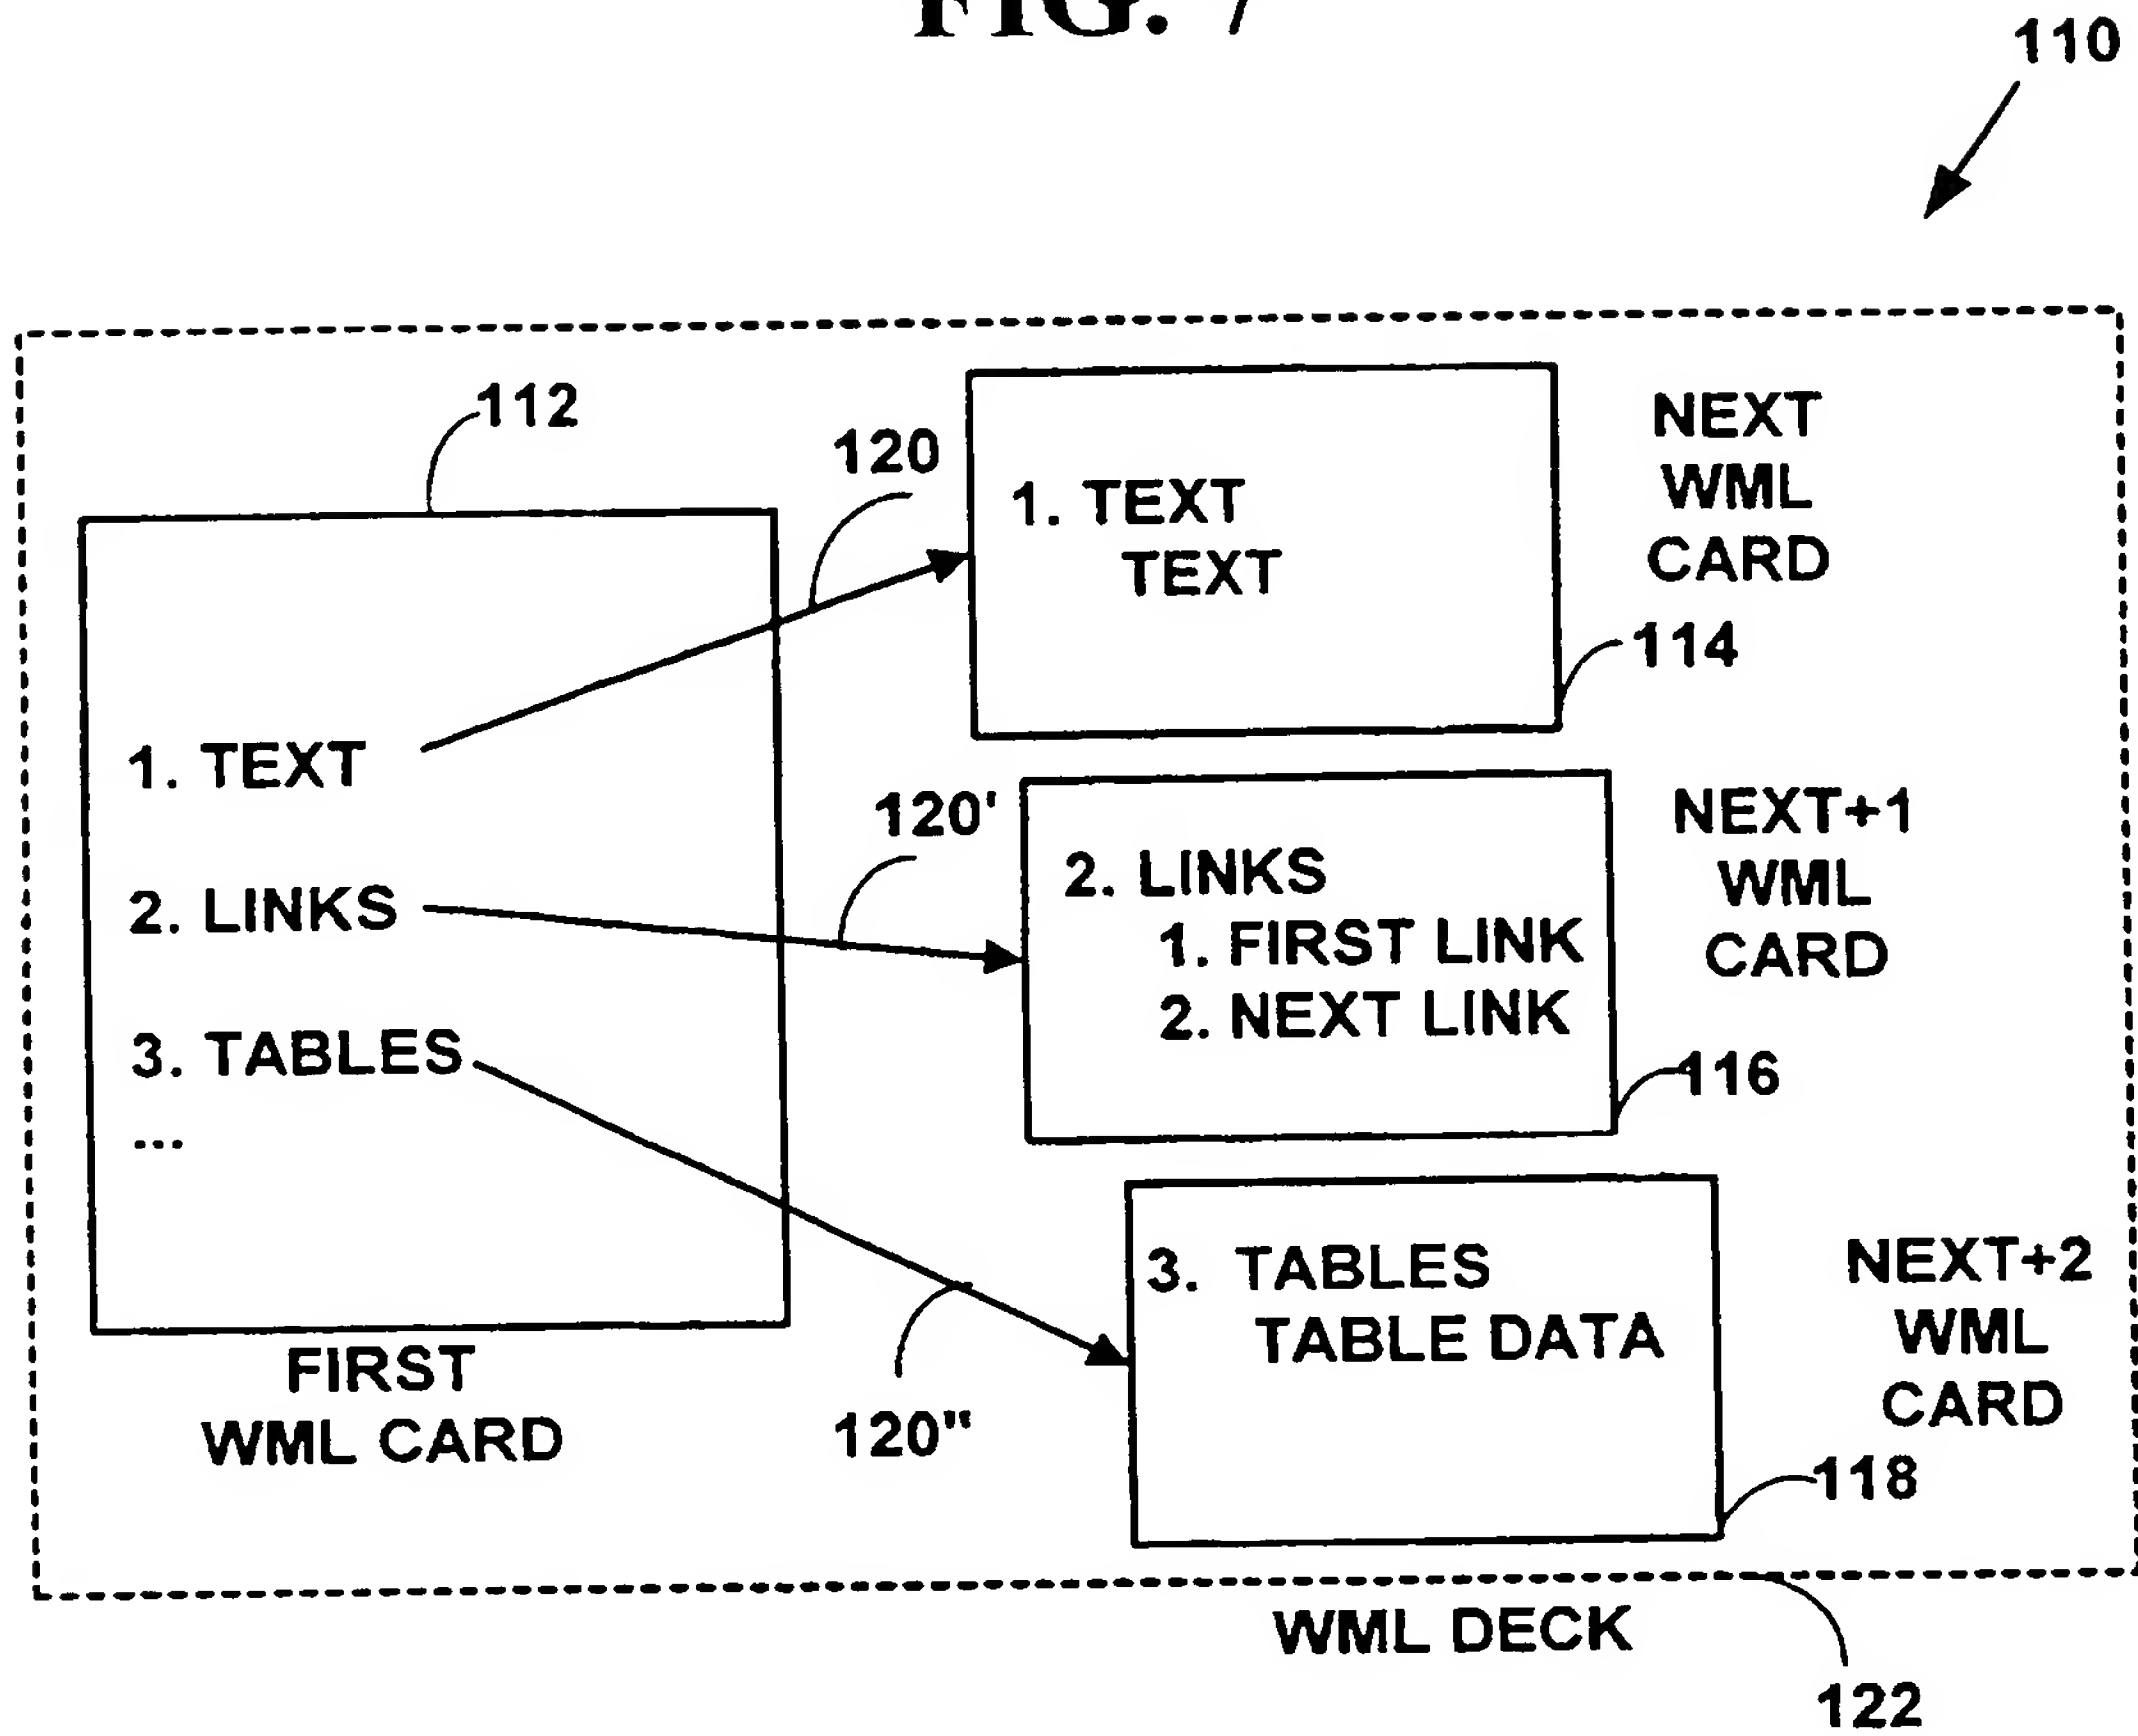 FIG. 7
110
112
1. TEXT
2. LINKS
3. TABLES
...
FIRST
WML CARD
120
1. TEXT
TEXT
NEXT
WML
CARD
114
120'
2. LINKS
1. FIRST LINK
2. NEXT LINK
NEXT+1
WML
CARD
116
120"
3. TABLES
TABLE DATA
NEXT+2
WML
CARD
118
WML DECK
122